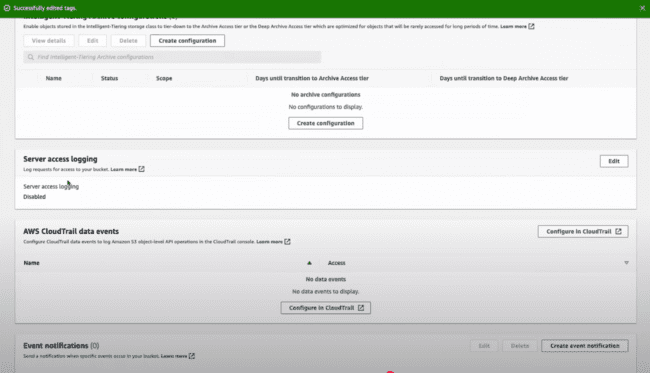 Successfully edited tags.
Intelligent-Tiering Archive configurations (0)
Enable objects stored in the Intelligent-Tiering storage class to tier-down to the Archive Access tier or the Deep Archive Access tier which are optimized for objects that will be rarely accessed for long periods of time. Learn more
View details Edit Delete Create configuration
Find Intelligent-Tiering Archive configurations
Name Status Scope Days until transition to Archive Access tier Days until transition to Deep Archive Access tier
No archive configurations
No configurations to display.
Create configuration
Server access logging Edit
Log requests for access to your bucket. Learn more
Server access logging
Disabled
AWS CloudTrail data events Configure in CloudTrail
Configure CloudTrail data events to log Amazon S3 object-level API operations in the CloudTrail console. Learn more
Name Access
No data events
No data events to display.
Configure in CloudTrail
Event notifications (0) Edit Delete Create event notification
Send a notification when specific events occur in your bucket. Learn more